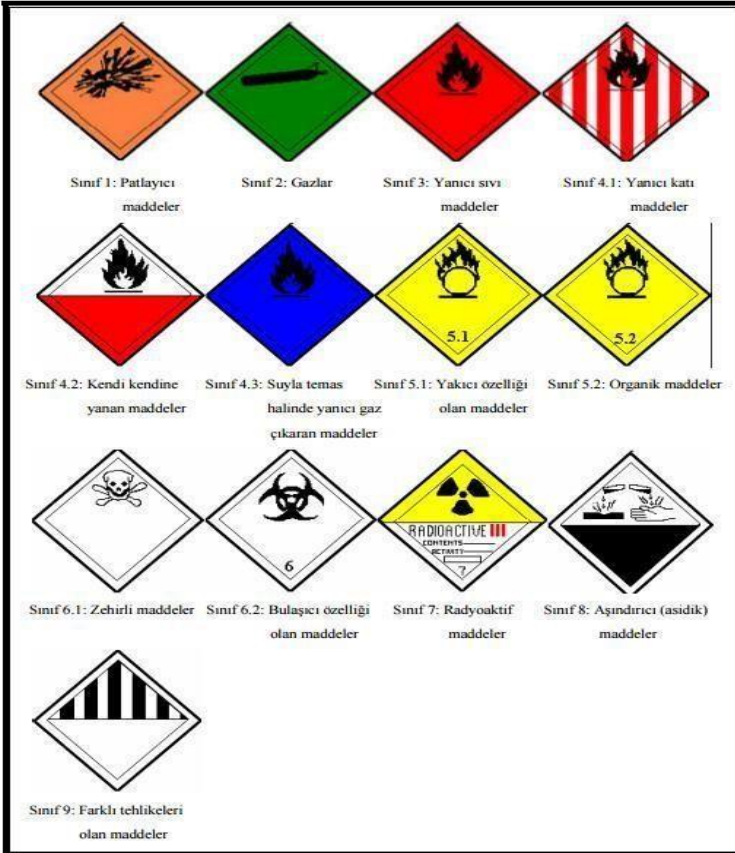 Sınıf 1: Patlayıcı maddeler
Sınıf 2: Gazlar
Sınıf 3: Yanıcı sıvı maddeler
Sınıf 4.1: Yanıcı katı maddeler
5.1
5.2
Sınıf 4.2: Kendi kendine yanan maddeler
Sınıf 4.3: Suyla temas halinde yanıcı gaz çıkaran maddeler
Sınıf 5.1: Yakıcı özelliği olan maddeler
Sınıf 5.2: Organik maddeler
6
RADIOACTIVE III
CONTENTS
ACTIVITY
7
Sınıf 6.1: Zehirli maddeler
Sınıf 6.2: Bulaşıcı özelliği olan maddeler
Sınıf 7: Radyoaktif maddeler
Sınıf 8: Aşındırıcı (asidik) maddeler
Sınıf 9: Farklı tehlikeleri olan maddeler